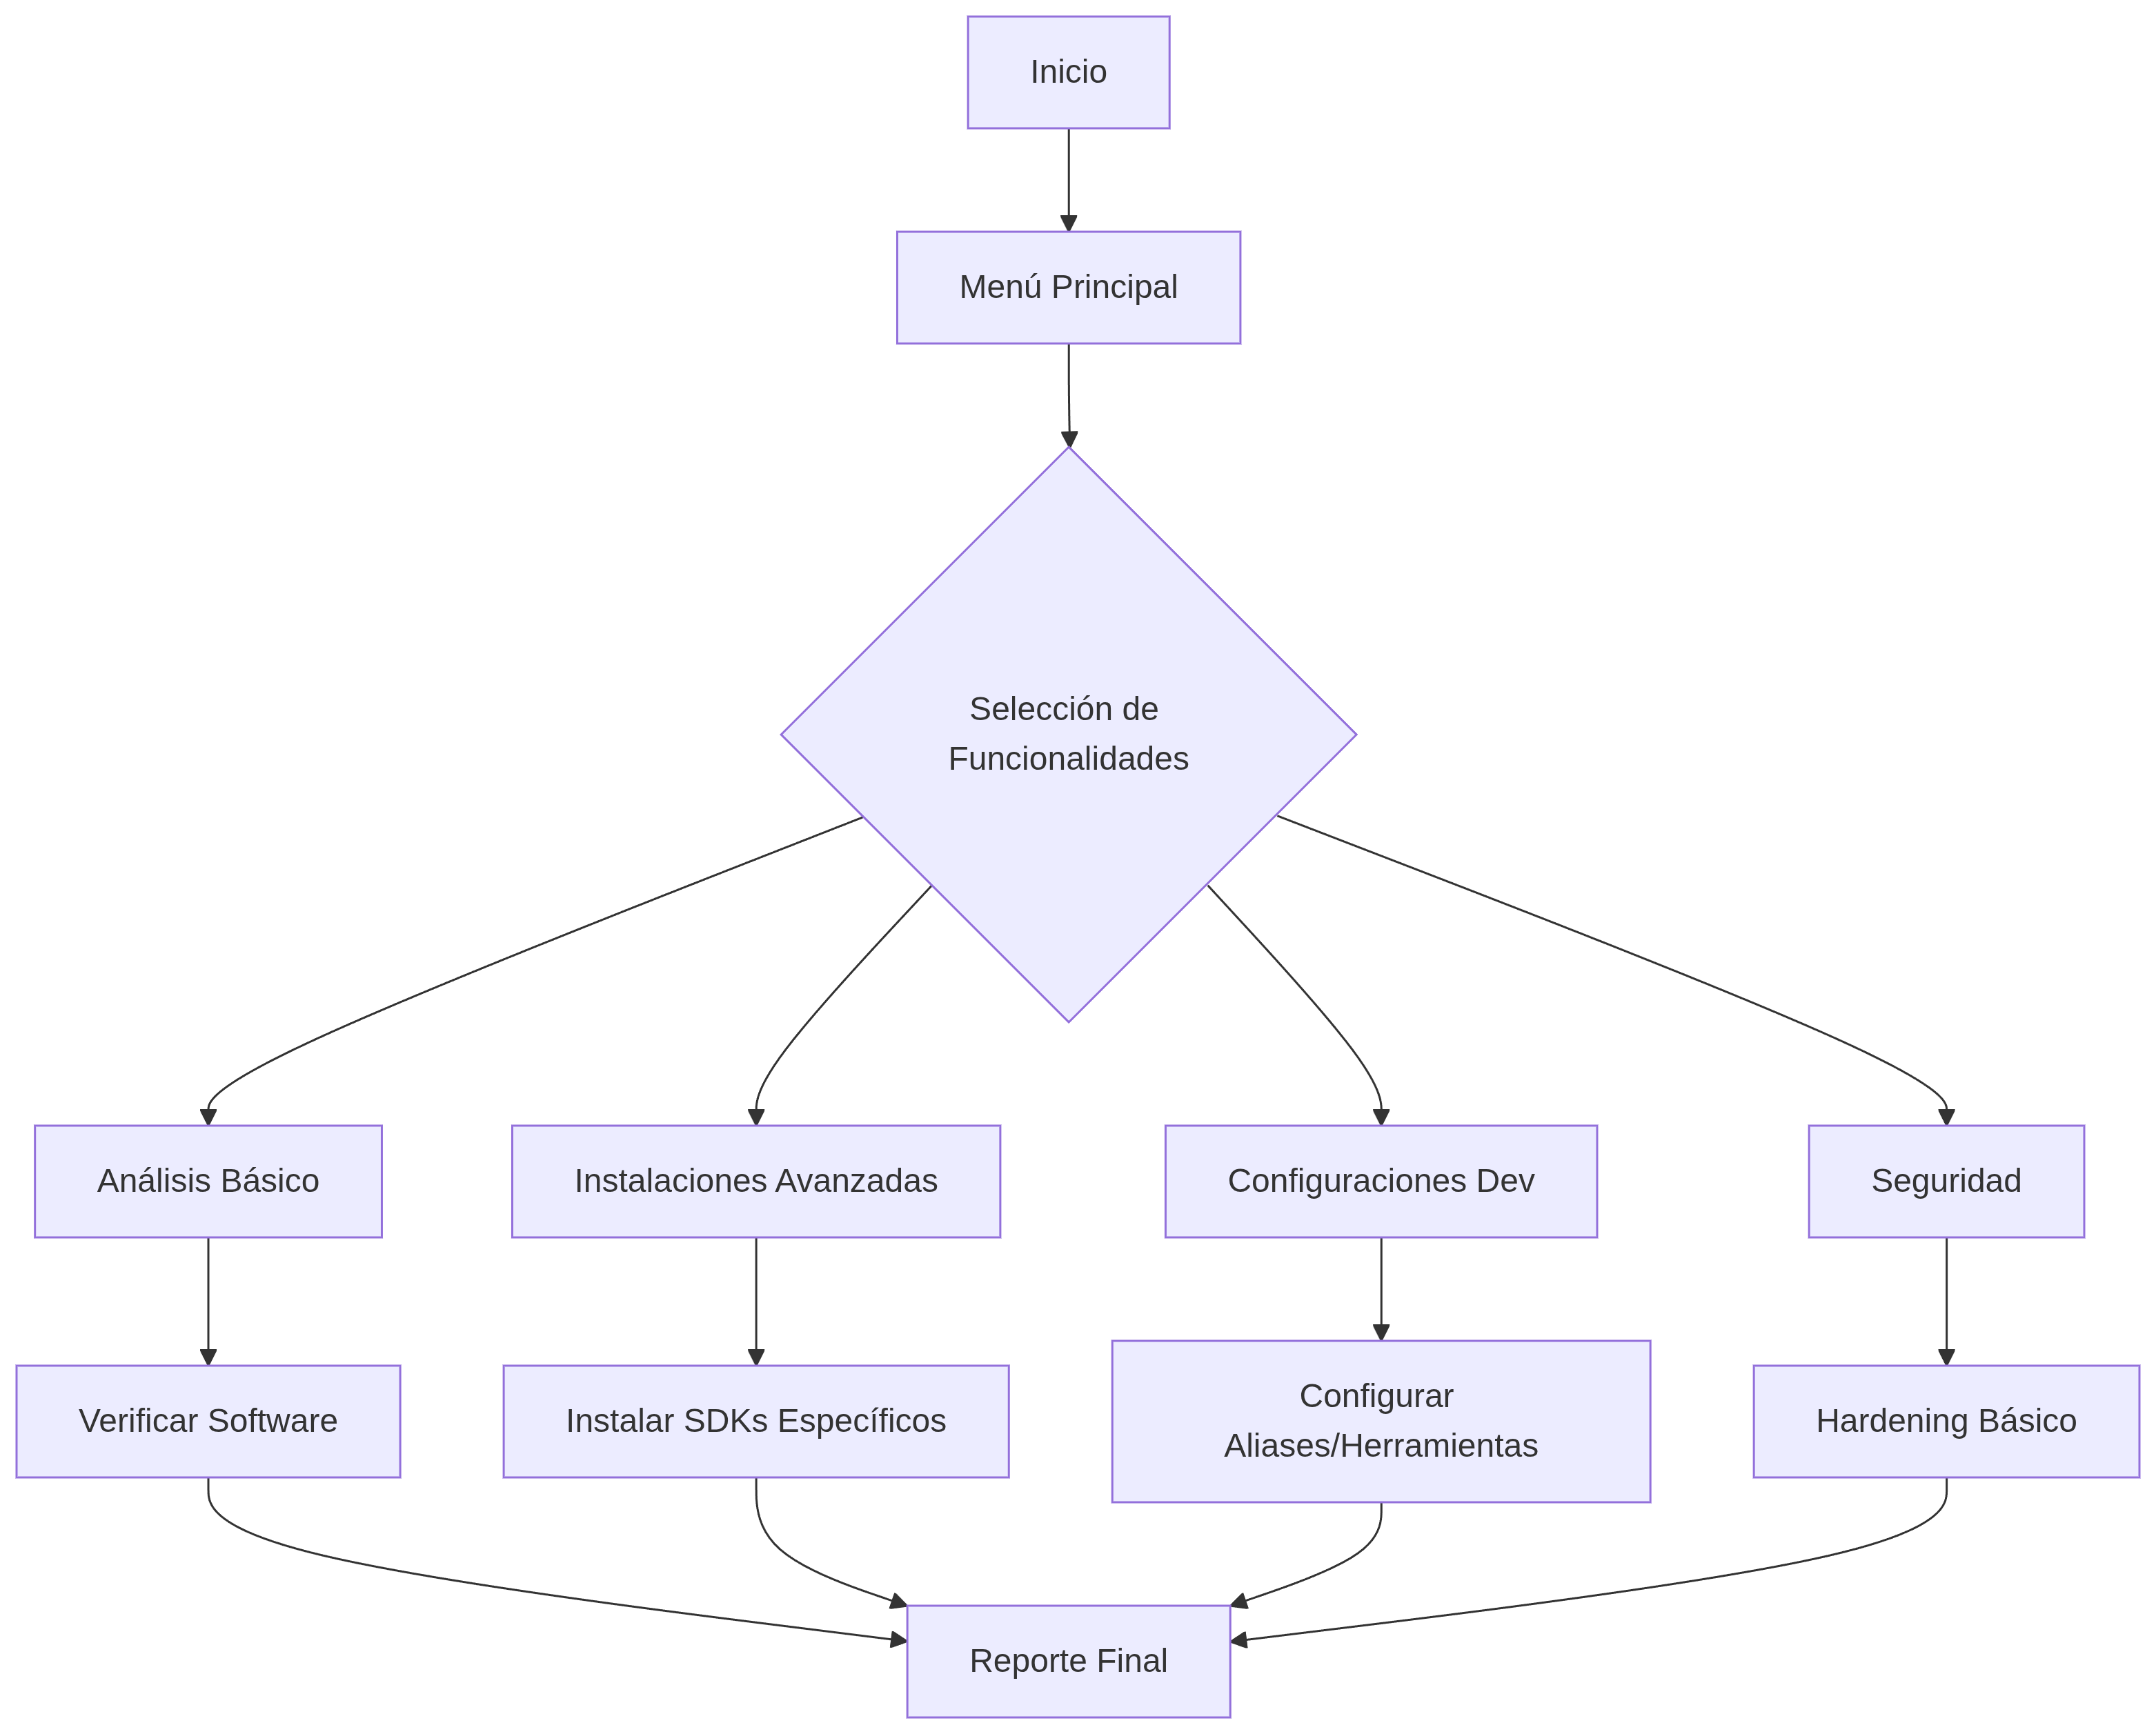 Inicio
Menú Principal
Selección de
Funcionalidades
Análisis Básico
Instalaciones Avanzadas
Configuraciones Dev
Seguridad
Verificar Software
Instalar SDKs Específicos
Configurar
Aliases/Herramientas
Hardening Básico
Reporte Final